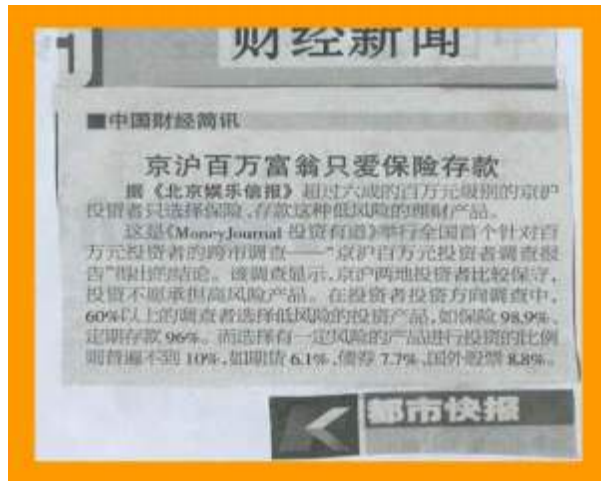 财经新闻
■中国财经简讯
京沪百万富翁只爱保险存款
据《北京娱乐信报》超过六成的百万元级别的京沪
投资者只选择保险、存款这种低风险的理财产品。
这是《MoneyJournal 投资有道》举行全国首个针对百
万元投资者的跨市调查——“京沪百万元投资者调查报
告”得出的结论。该调查显示，京沪两地投资者比较保守，
投资不愿承担高风险产品。在投资者投资方向调查中，
60%以上的调查者选择低风险的投资产品，如保险 98.9%、
定期存款 96%。而选择有一定风险的产品进行投资的比例
则普遍不到 10%，如期货 6.1%、债券 7.7%、国外股票 8.8%。
都市快报